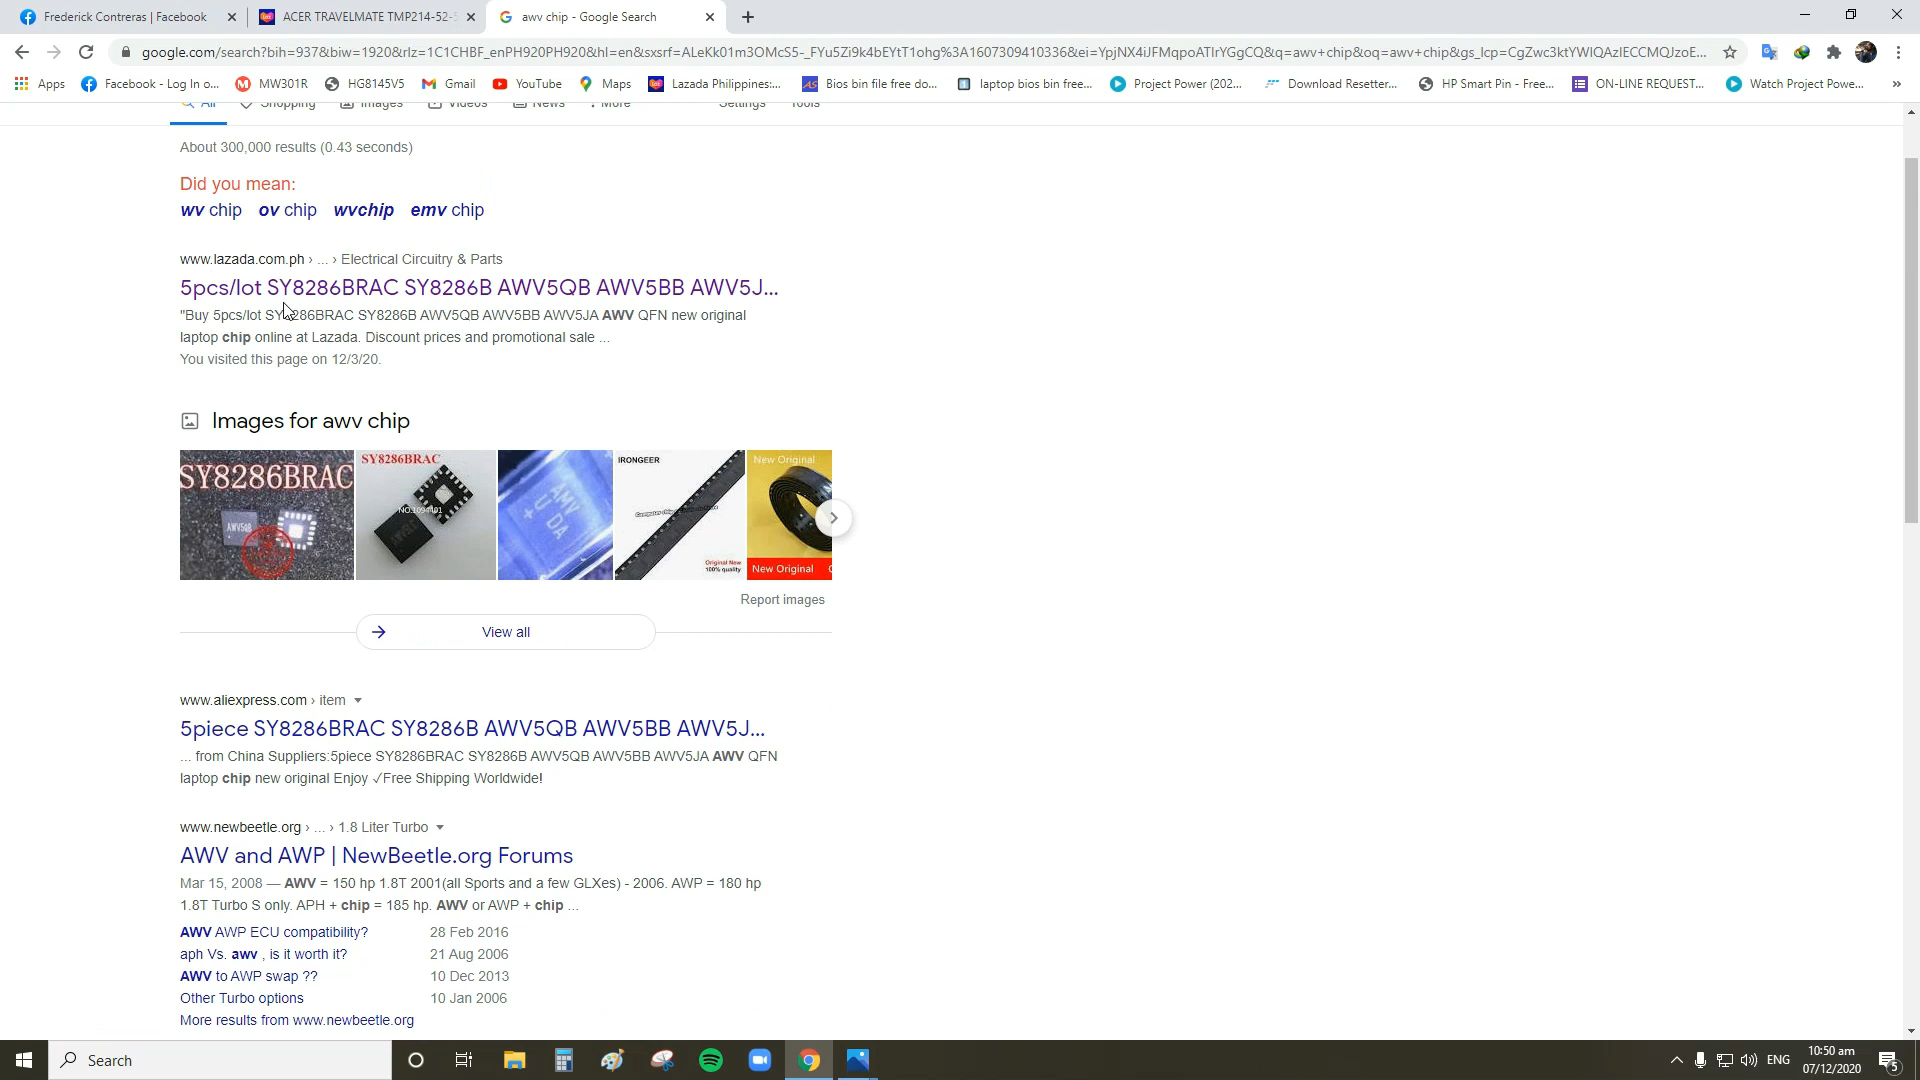 Frederick Contreras | Facebook
ACER TRAVELMATE TMP214-52-5
awv chip - Google Search
google.com/search?bih=937&biw=1920&rlz=1C1CHBF_enPH920PH920&hl=en&sxsrf=ALeKk01m3OMcS5-_FYu5Zi9k4bEYtT1ohg%3A1607309410336&ei=YpjNX4iJFMqpoATIrYGgCQ&q=awv+chip&oq=awv+chip&gs_lcp=CgZwc3ktYWIQAzIECCMQJzoE...
Apps
Facebook - Log In o...
MW301R
HG8145V5
Gmail
YouTube
Maps
Lazada Philippines:...
Bios bin file free do...
laptop bios bin free...
Project Power (202...
Download Resetter...
HP Smart Pin - Free...
ON-LINE REQUEST...
Watch Project Powe...
»
All Shopping Images Videos News More Settings Tools
About 300,000 results (0.43 seconds)
Did you mean:
wv chip ov chip wvchip emv chip
www.lazada.com.ph › ... › Electrical Circuitry & Parts
5pcs/lot SY8286BRAC SY8286B AWV5QB AWV5BB AWV5J...
"Buy 5pcs/lot SY8286BRAC SY8286B AWV5QB AWV5BB AWV5JA AWV QFN new original
laptop chip online at Lazada. Discount prices and promotional sale ...
You visited this page on 12/3/20.
Images for awv chip
SY8286BRAC
AWV5QB
SY8286BRAC
AMV
U DA
IRONGEER
Original New
100% quality
New Original
New Original
Report images
View all
www.aliexpress.com › item
5piece SY8286BRAC SY8286B AWV5QB AWV5BB AWV5J...
... from China Suppliers:5piece SY8286BRAC SY8286B AWV5QB AWV5BB AWV5JA AWV QFN
laptop chip new original Enjoy ✓Free Shipping Worldwide!
www.newbeetle.org › ... › 1.8 Liter Turbo
AWV and AWP | NewBeetle.org Forums
Mar 15, 2008 — AWV = 150 hp 1.8T 2001(all Sports and a few GLXes) - 2006. AWP = 180 hp
1.8T Turbo S only. APH + chip = 185 hp. AWV or AWP + chip ...
AWV AWP ECU compatibility? 28 Feb 2016
aph Vs. awv , is it worth it? 21 Aug 2006
AWV to AWP swap ?? 10 Dec 2013
Other Turbo options 10 Jan 2006
More results from www.newbeetle.org
Search
ENG
10:50 am
07/12/2020
5